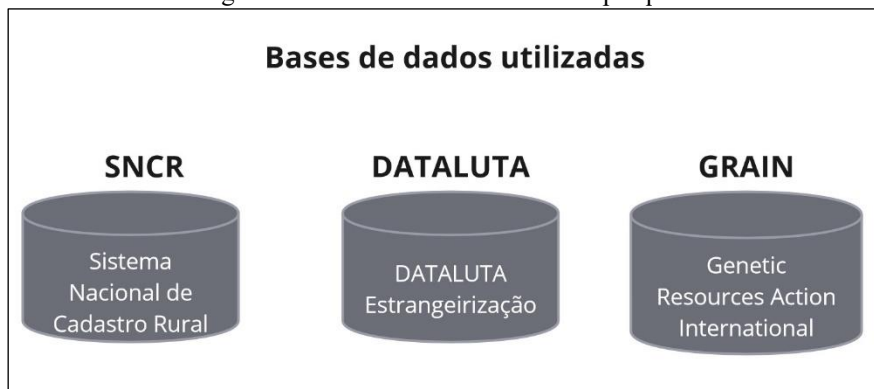 Bases de dados utilizadas
SNCR
DATALUTA
GRAIN
Sistema
Nacional de
Cadastro Rural
DATALUTA
Estrangeirização
Genetic
Resources Action
International